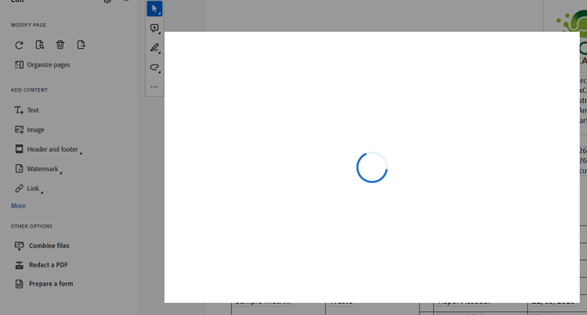 MODIFY PAGE
Organize pages
ADD CONTENT
Text
Image
Header and footer
Watermark
Link
More
OTHER OPTIONS
Combine files
Redact a PDF
Prepare a form